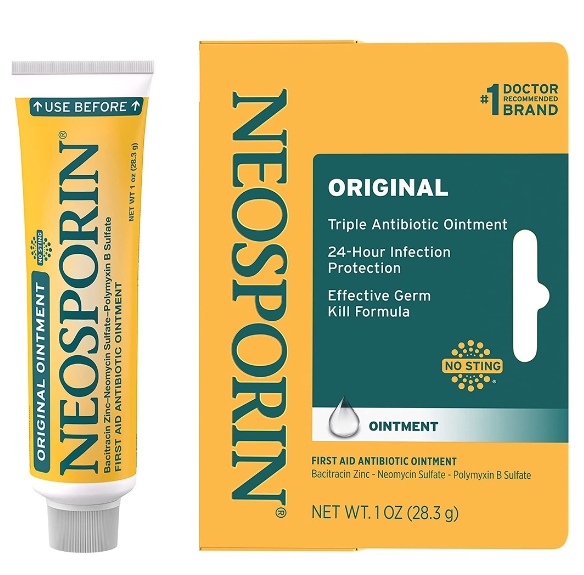 ↑USE BEFORE↑
NET WT 1 oz (28.3 g)
NO STING
ORIGINAL OINTMENT
NEOSPORIN®
Bacitracin Zinc–Neomycin Sulfate–Polymyxin B Sulfate
FIRST AID ANTIBIOTIC OINTMENT
NEOSPORIN®
#1 DOCTOR
RECOMMENDED
BRAND
ORIGINAL
Triple Antibiotic Ointment
24-Hour Infection
Protection
Effective Germ
Kill Formula
NO STING®
OINTMENT
FIRST AID ANTIBIOTIC OINTMENT
Bacitracin Zinc - Neomycin Sulfate - Polymyxin B Sulfate
NET WT. 1 OZ (28.3 g)